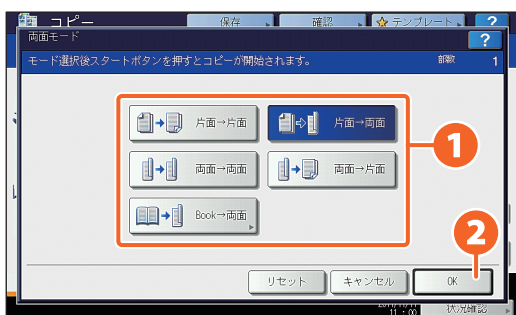 コピー 保存 確認 テンプレート ?
両面モード ?
モード選択後スタートボタンを押すとコピーが開始されます。 部数 1
片面→片面 片面→両面
両面→両面 両面→片面
Book→両面
1
2
リセット キャンセル OK
11:00 状況確認